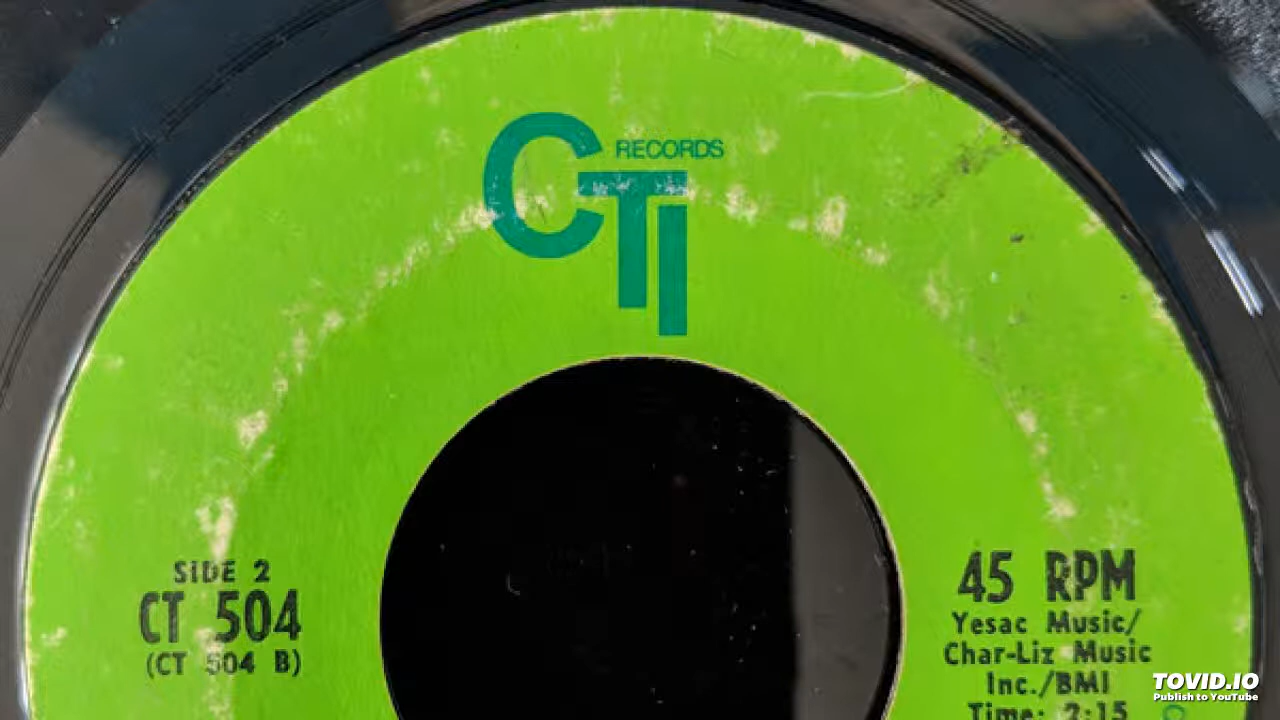 CTI RECORDS
SIDE 2
CT 504
(CT 504 B)
45 RPM
Yesac Music/
Char-Liz Music
Inc./BMI
Time: 2:15
TOVID.IO
Publish to YouTube